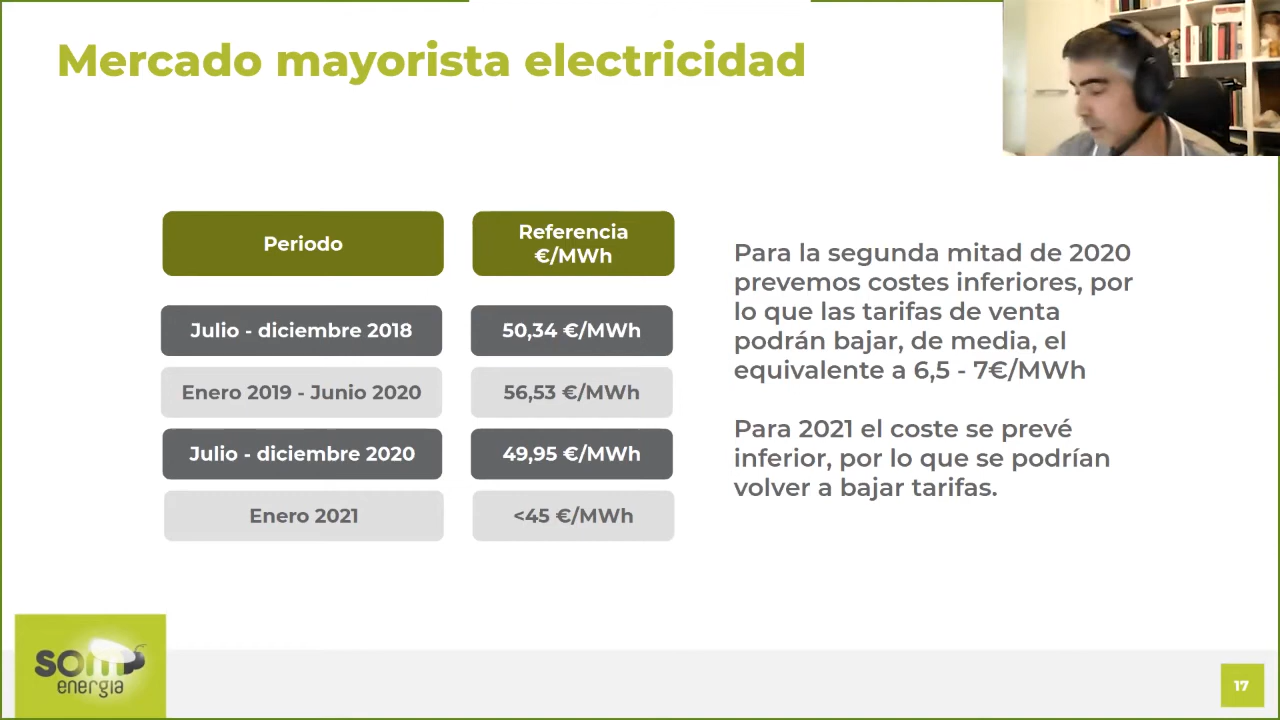 Mercado mayorista electricidad
Periodo
Referencia
€/MWh
Julio - diciembre 2018
50,34 €/MWh
Enero 2019 - Junio 2020
56,53 €/MWh
Julio - diciembre 2020
49,95 €/MWh
Enero 2021
<45 €/MWh
Para la segunda mitad de 2020
prevemos costes inferiores, por
lo que las tarifas de venta
podrán bajar, de media, el
equivalente a 6,5 - 7€/MWh
Para 2021 el coste se prevé
inferior, por lo que se podrían
volver a bajar tarifas.
som
energia
17